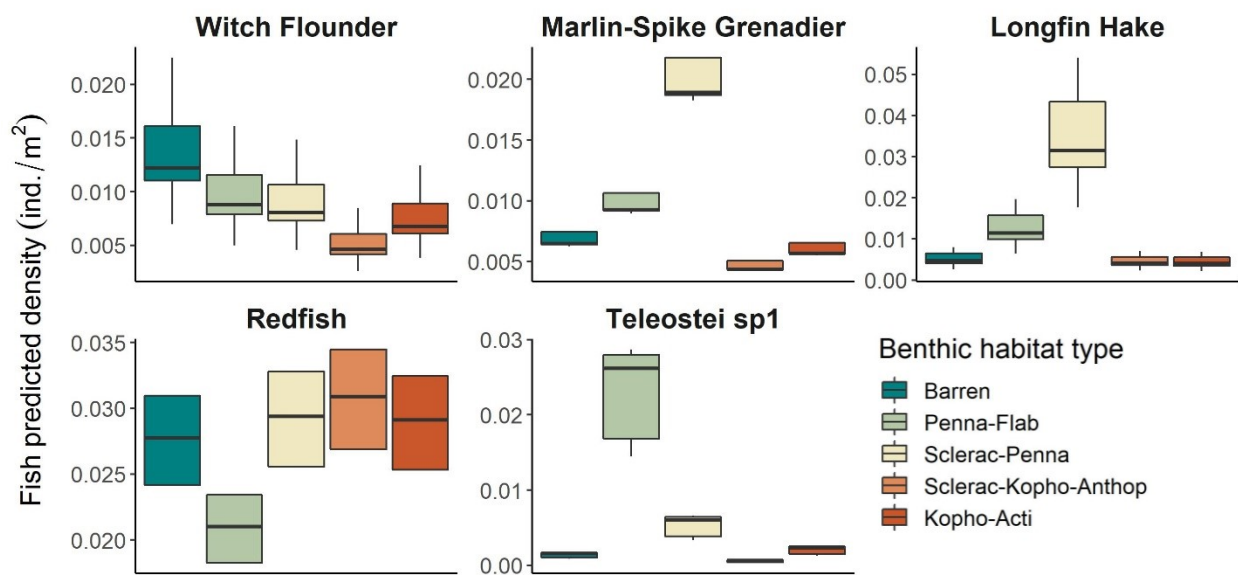 Witch Flounder
Marlin-Spike Grenadier
Longfin Hake
Fish predicted density (ind./m²)
0.020
0.015
0.010
0.005
0.020
0.015
0.010
0.005
0.05
0.04
0.03
0.02
0.01
0.00
Redfish
Teleostei sp1
0.035
0.030
0.025
0.020
0.03
0.02
0.01
0.00
Benthic habitat type
Barren
Penna-Flab
Sclerac-Penna
Sclerac-Kopho-Anthop
Kopho-Acti